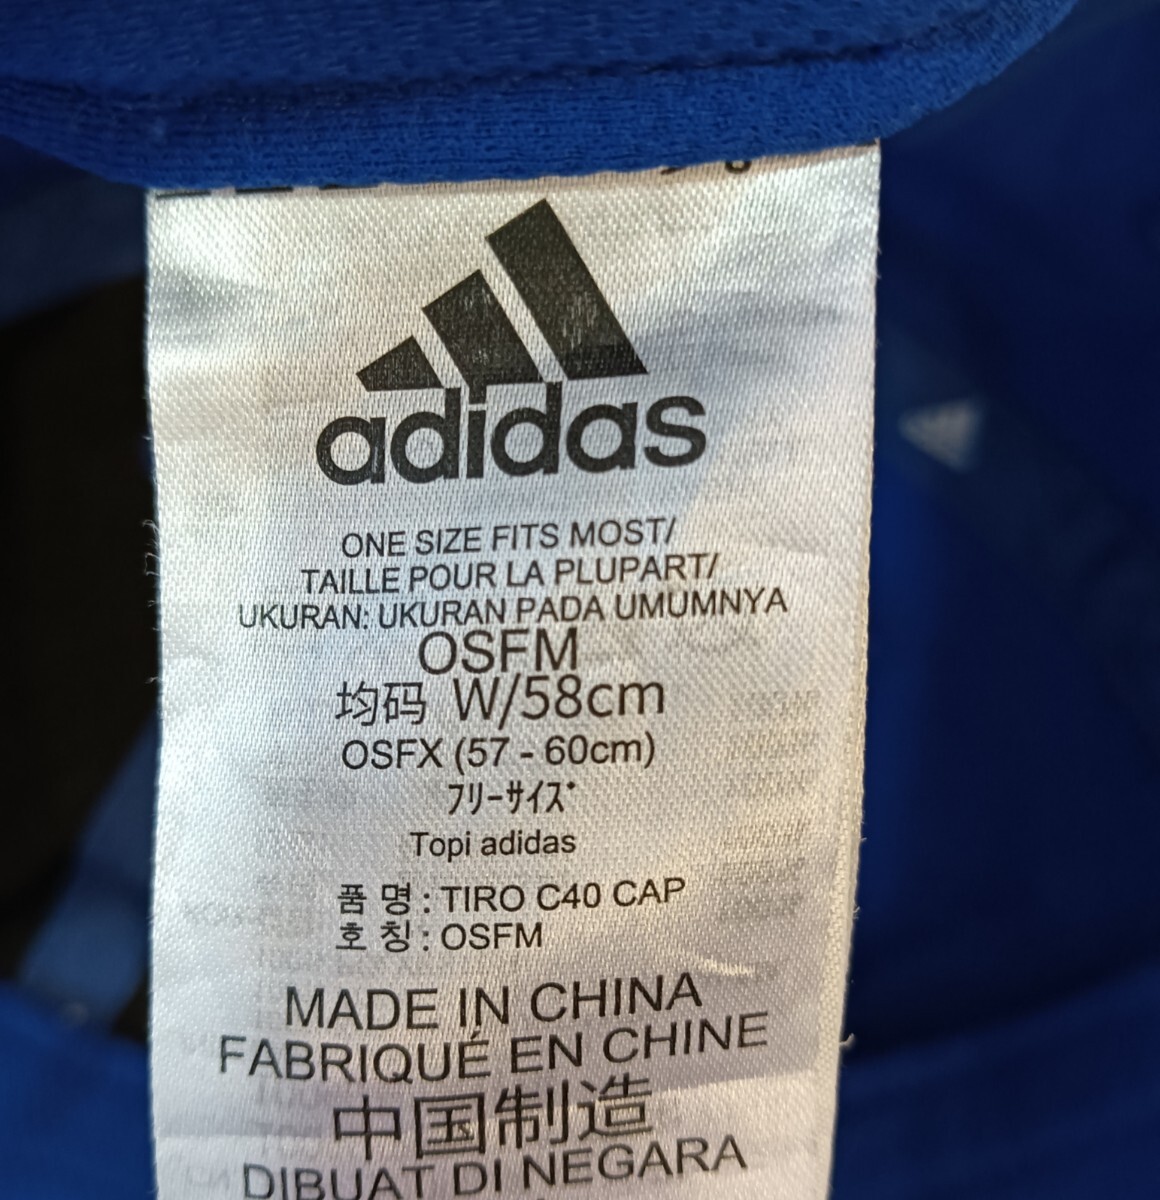 adidas
ONE SIZE FITS MOST/
TAILLE POUR LA PLUPART/
UKURAN: UKURAN PADA UMUMNYA
OSFM
均码 W/58cm
OSFX (57 - 60cm)
ﾌﾘｰｻｲｽﾞ
Topi adidas
품 명 : TIRO C40 CAP
호 칭 : OSFM
MADE IN CHINA
FABRIQUÉ EN CHINE
中国制造
DIBUAT DI NEGARA